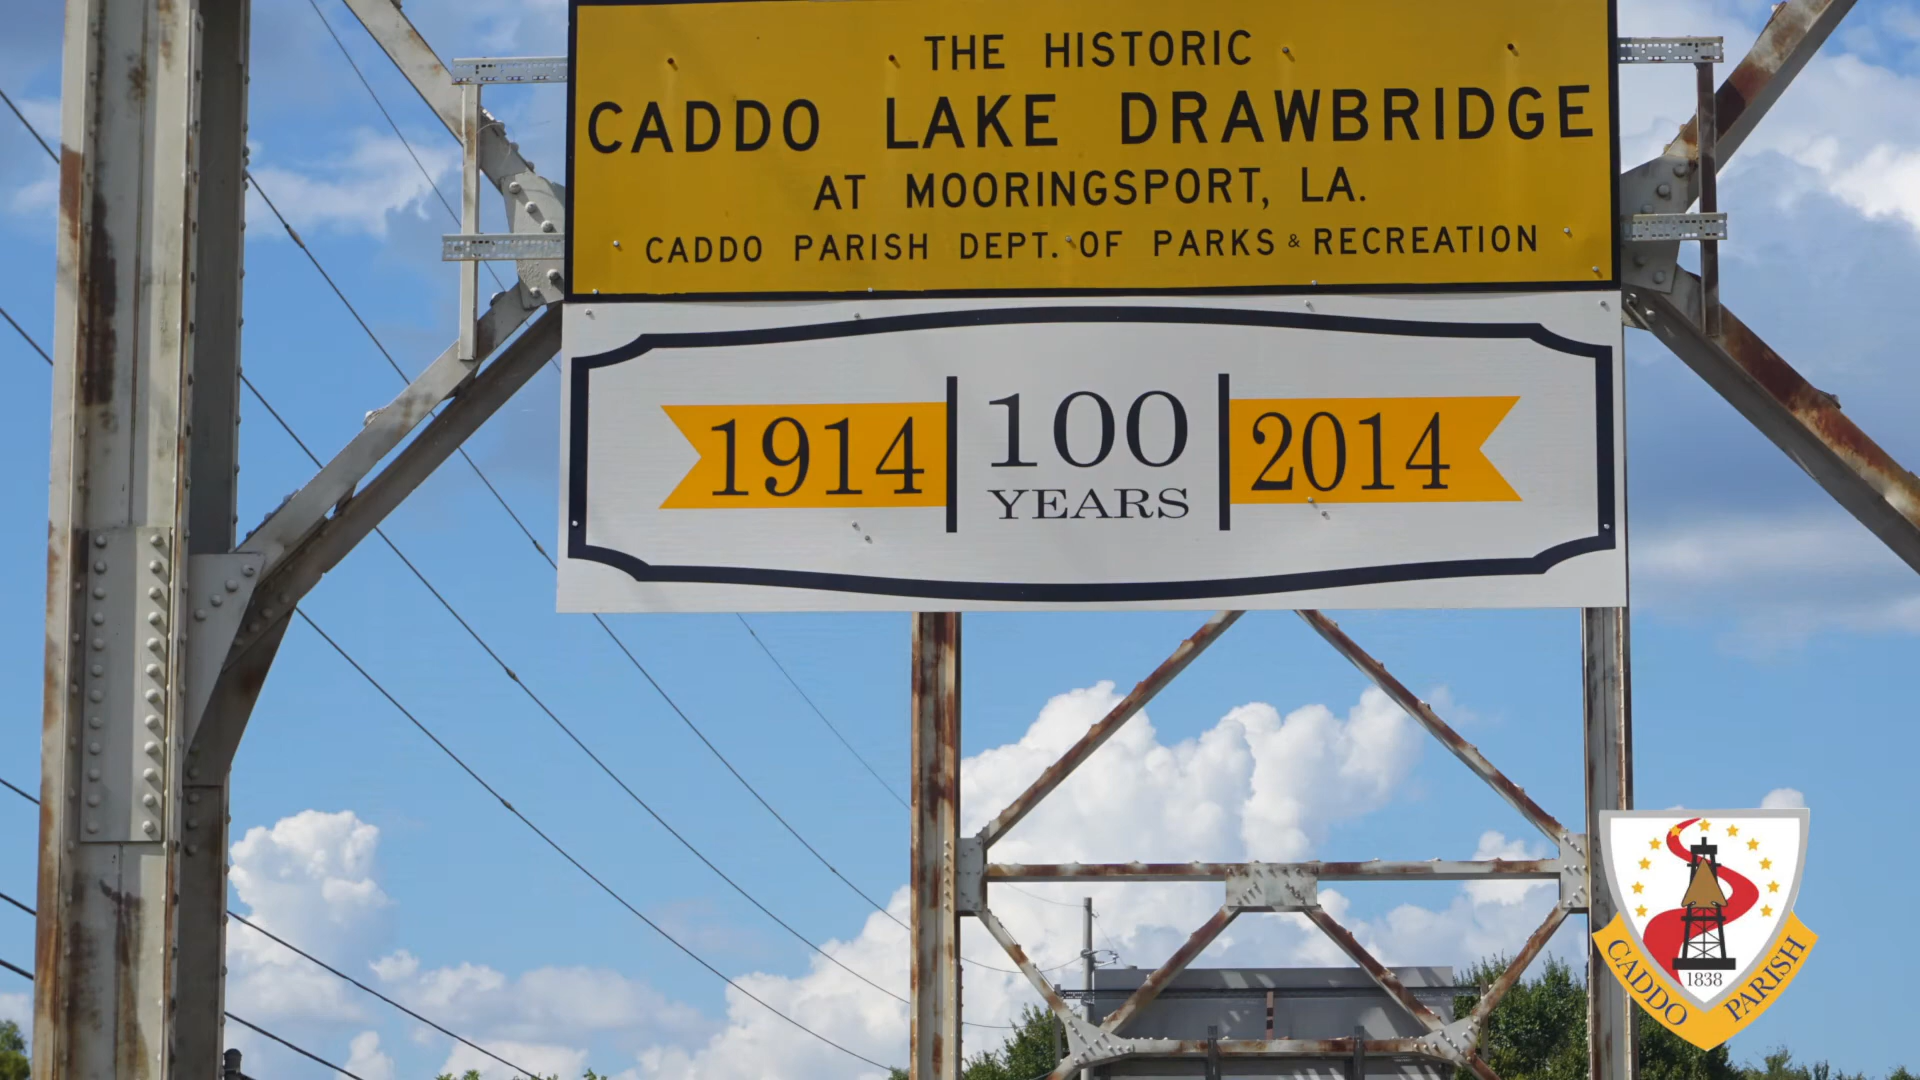 THE HISTORIC
CADDO LAKE DRAWBRIDGE
AT MOORINGSPORT, LA.
CADDO PARISH DEPT. OF PARKS & RECREATION
1914 100 2014
YEARS
1838
CADDO PARISH